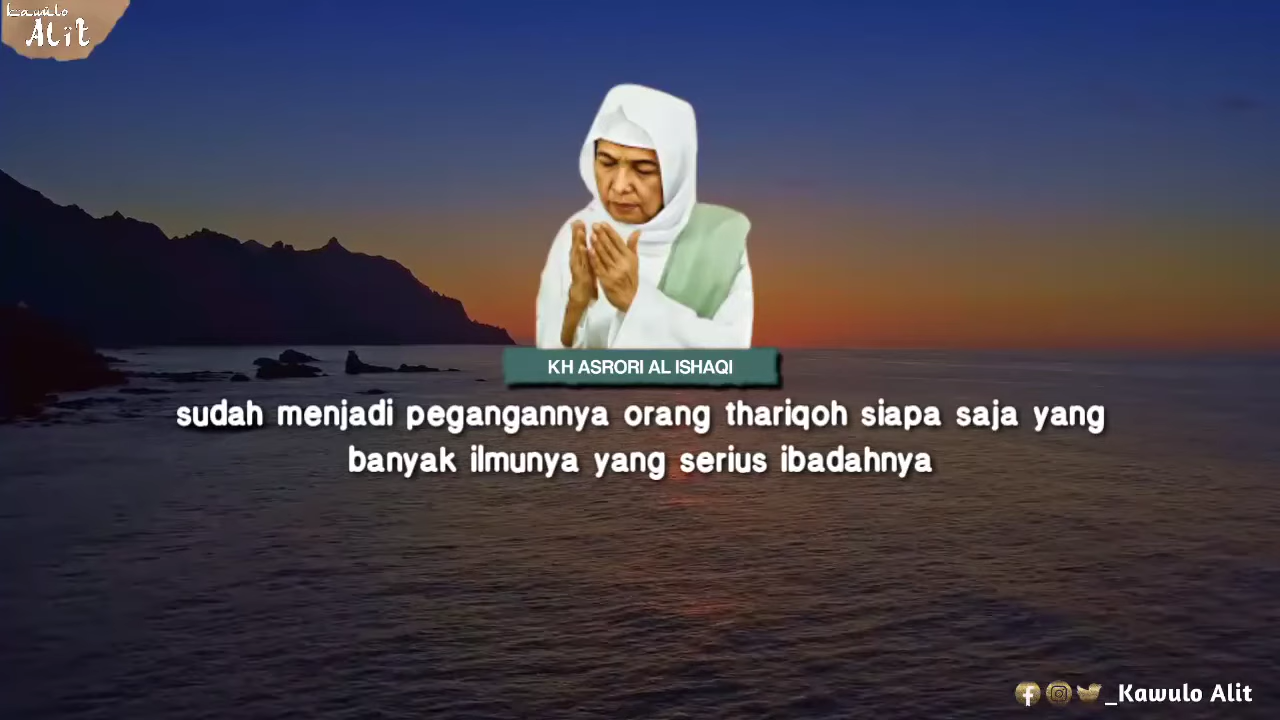 Kawulo
Alit
KH ASRORI AL ISHAQI
sudah menjadi pegangannya orang thariqoh siapa saja yang
banyak ilmunya yang serius ibadahnya
_Kawulo Alit